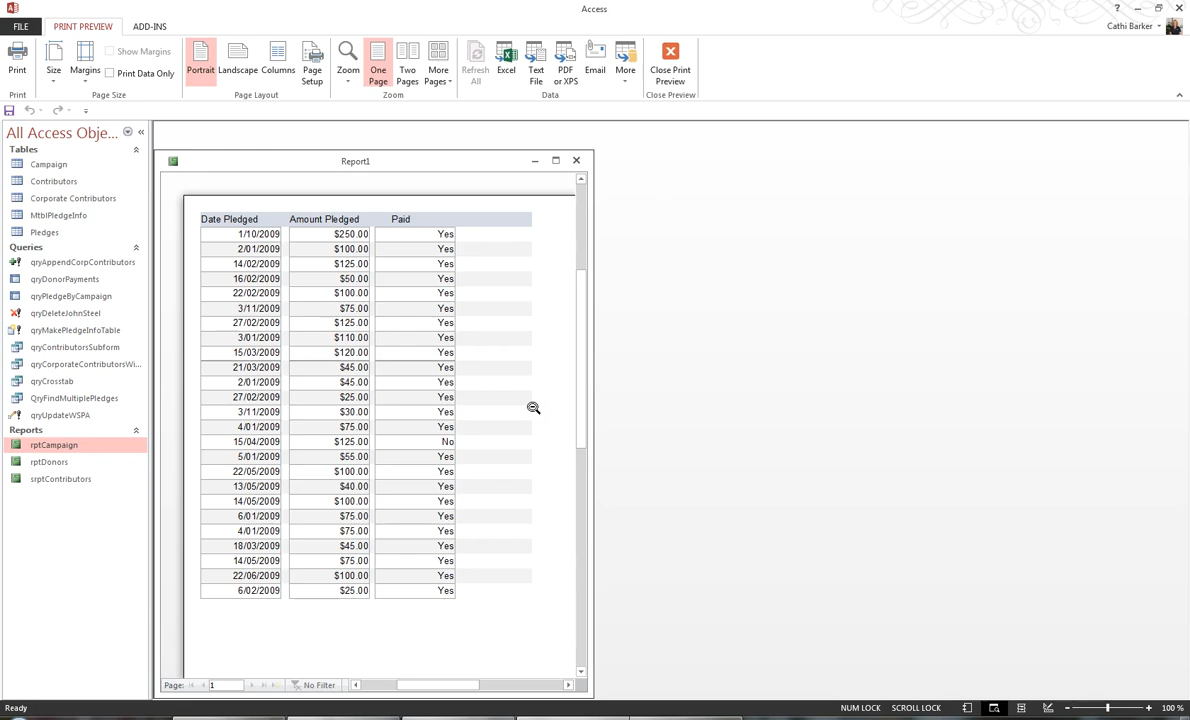 Access
?
Cathi Barker
FILE PRINT PREVIEW ADD-INS
Show Margins
Print Data Only
Print Size Margins Portrait Landscape Columns Page Setup Zoom One Page Two Pages More Pages Refresh All Excel Text File PDF or XPS Email More Close Print Preview
Print Page Size Page Layout Zoom Data Close Preview
All Access Obje...
Tables
Campaign
Contributors
Corporate Contributors
MtblPledgeInfo
Pledges
Queries
qryAppendCorpContributors
qryDonorPayments
qryPledgeByCampaign
qryDeleteJohnSteel
qryMakePledgeInfoTable
qryContributorsSubform
qryCorporateContributorsWi...
qryCrosstab
QryFindMultiplePledges
qryUpdateWSPA
Reports
rptCampaign
rptDonors
srptContributors
Report1
Date Pledged Amount Pledged Paid
1/10/2009 $250.00 Yes
2/01/2009 $100.00 Yes
14/02/2009 $125.00 Yes
16/02/2009 $50.00 Yes
22/02/2009 $100.00 Yes
3/11/2009 $75.00 Yes
27/02/2009 $125.00 Yes
3/01/2009 $110.00 Yes
15/03/2009 $120.00 Yes
21/03/2009 $45.00 Yes
2/01/2009 $45.00 Yes
27/02/2009 $25.00 Yes
3/11/2009 $30.00 Yes
4/01/2009 $75.00 Yes
15/04/2009 $125.00 No
5/01/2009 $55.00 Yes
22/05/2009 $100.00 Yes
13/05/2009 $40.00 Yes
14/05/2009 $100.00 Yes
6/01/2009 $75.00 Yes
4/01/2009 $75.00 Yes
18/03/2009 $45.00 Yes
14/05/2009 $75.00 Yes
22/06/2009 $100.00 Yes
6/02/2009 $25.00 Yes
Page: 1 No Filter
Ready NUM LOCK SCROLL LOCK 100 %